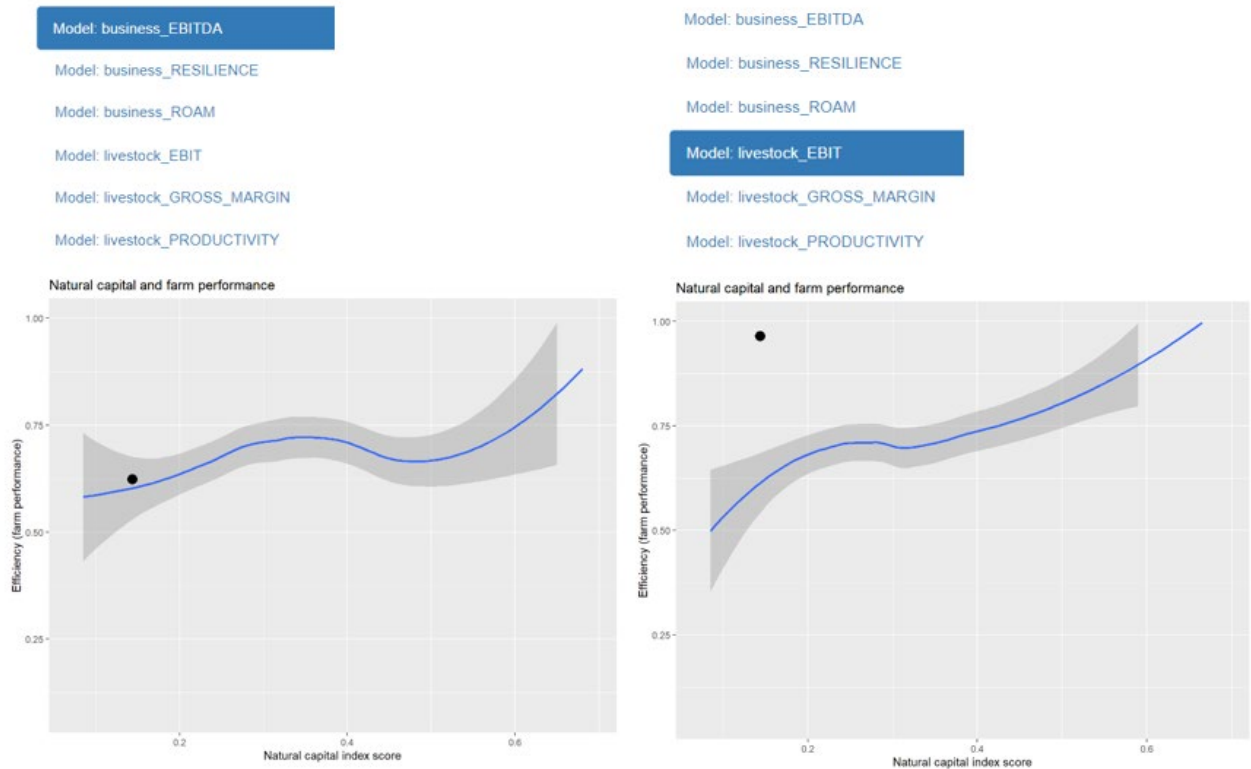 Model: business_EBITDA
Model: business_RESILIENCE
Model: business_ROAM
Model: livestock_EBIT
Model: livestock_GROSS_MARGIN
Model: livestock_PRODUCTIVITY
Natural capital and farm performance
1.00
0.75
0.50
0.25
Efficiency (farm performance)
0.2
0.4
0.6
Natural capital index score
Model: business_EBITDA
Model: business_RESILIENCE
Model: business_ROAM
Model: livestock_EBIT
Model: livestock_GROSS_MARGIN
Model: livestock_PRODUCTIVITY
Natural capital and farm performance
1.00
0.75
0.50
0.25
Efficiency (farm performance)
0.2
0.4
0.6
Natural capital index score